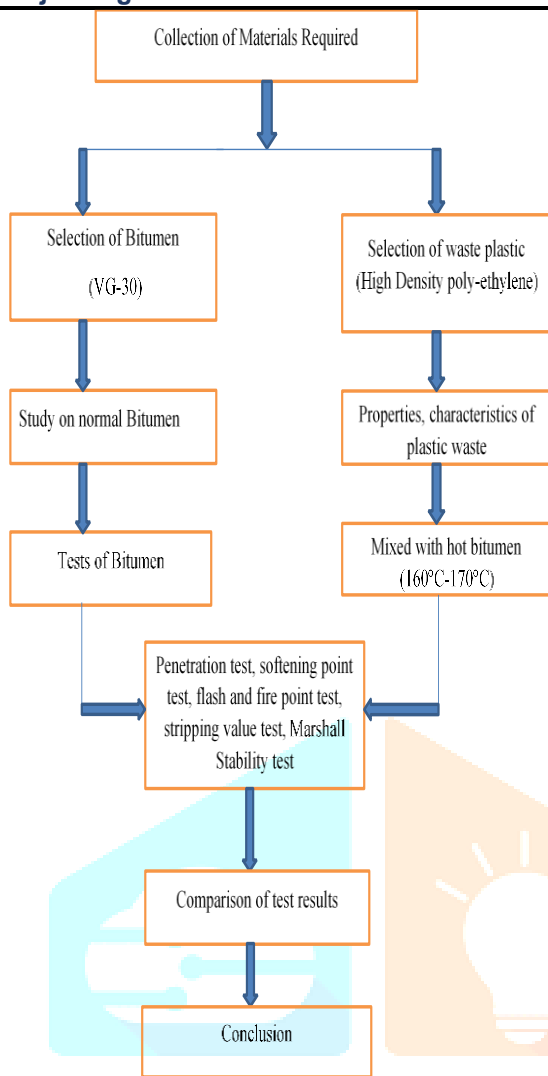 Collection of Materials Required
Selection of Bitumen
(VG-30)
Selection of waste plastic
(High Density poly-ethylene)
Study on normal Bitumen
Properties, characteristics of
plastic waste
Tests of Bitumen
Mixed with hot bitumen
(160°C-170°C)
Penetration test, softening point
test, flash and fire point test,
stripping value test, Marshall
Stability test
Comparison of test results
Conclusion